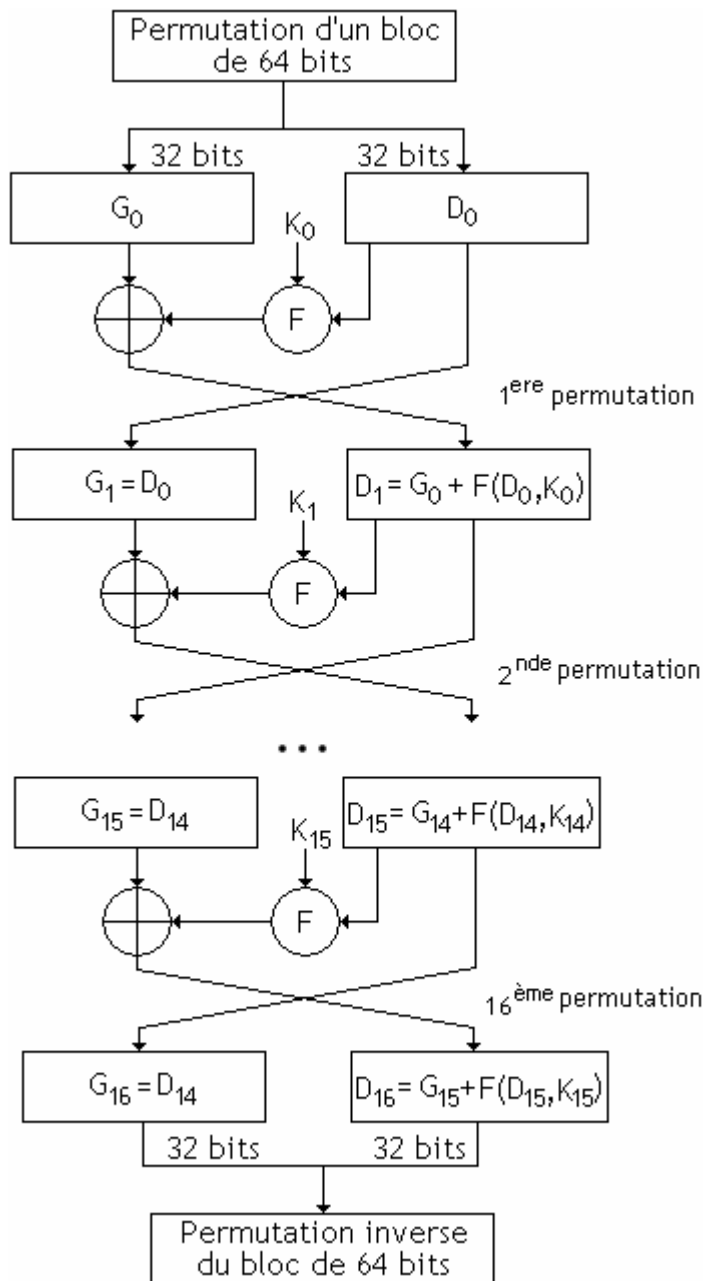 Permutation d'un bloc
de 64 bits
32 bits 32 bits
G₀ K₀ D₀
F
1ᵉʳᵉ permutation
G₁ = D₀ K₁ D₁ = G₀ + F(D₀,K₀)
F
2ⁿᵈᵉ permutation
...
G₁₅ = D₁₄ K₁₅ D₁₅ = G₁₄+F(D₁₄,K₁₄)
F
16ᵉ̀ᵐᵉ permutation
G₁₆ = D₁₄ D₁₆ = G₁₅+F(D₁₅,K₁₅)
32 bits 32 bits
Permutation inverse
du bloc de 64 bits